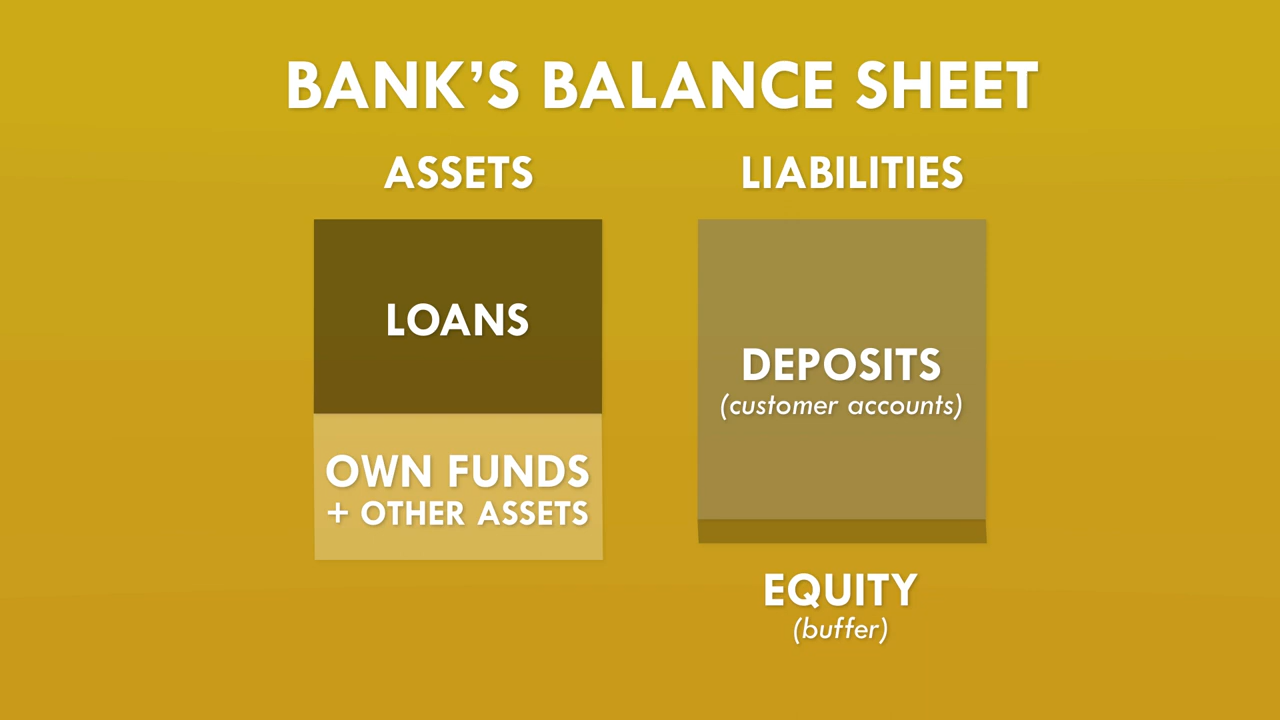 BANK’S BALANCE SHEET
ASSETS
LIABILITIES
LOANS
OWN FUNDS
+ OTHER ASSETS
DEPOSITS
(customer accounts)
EQUITY
(buffer)